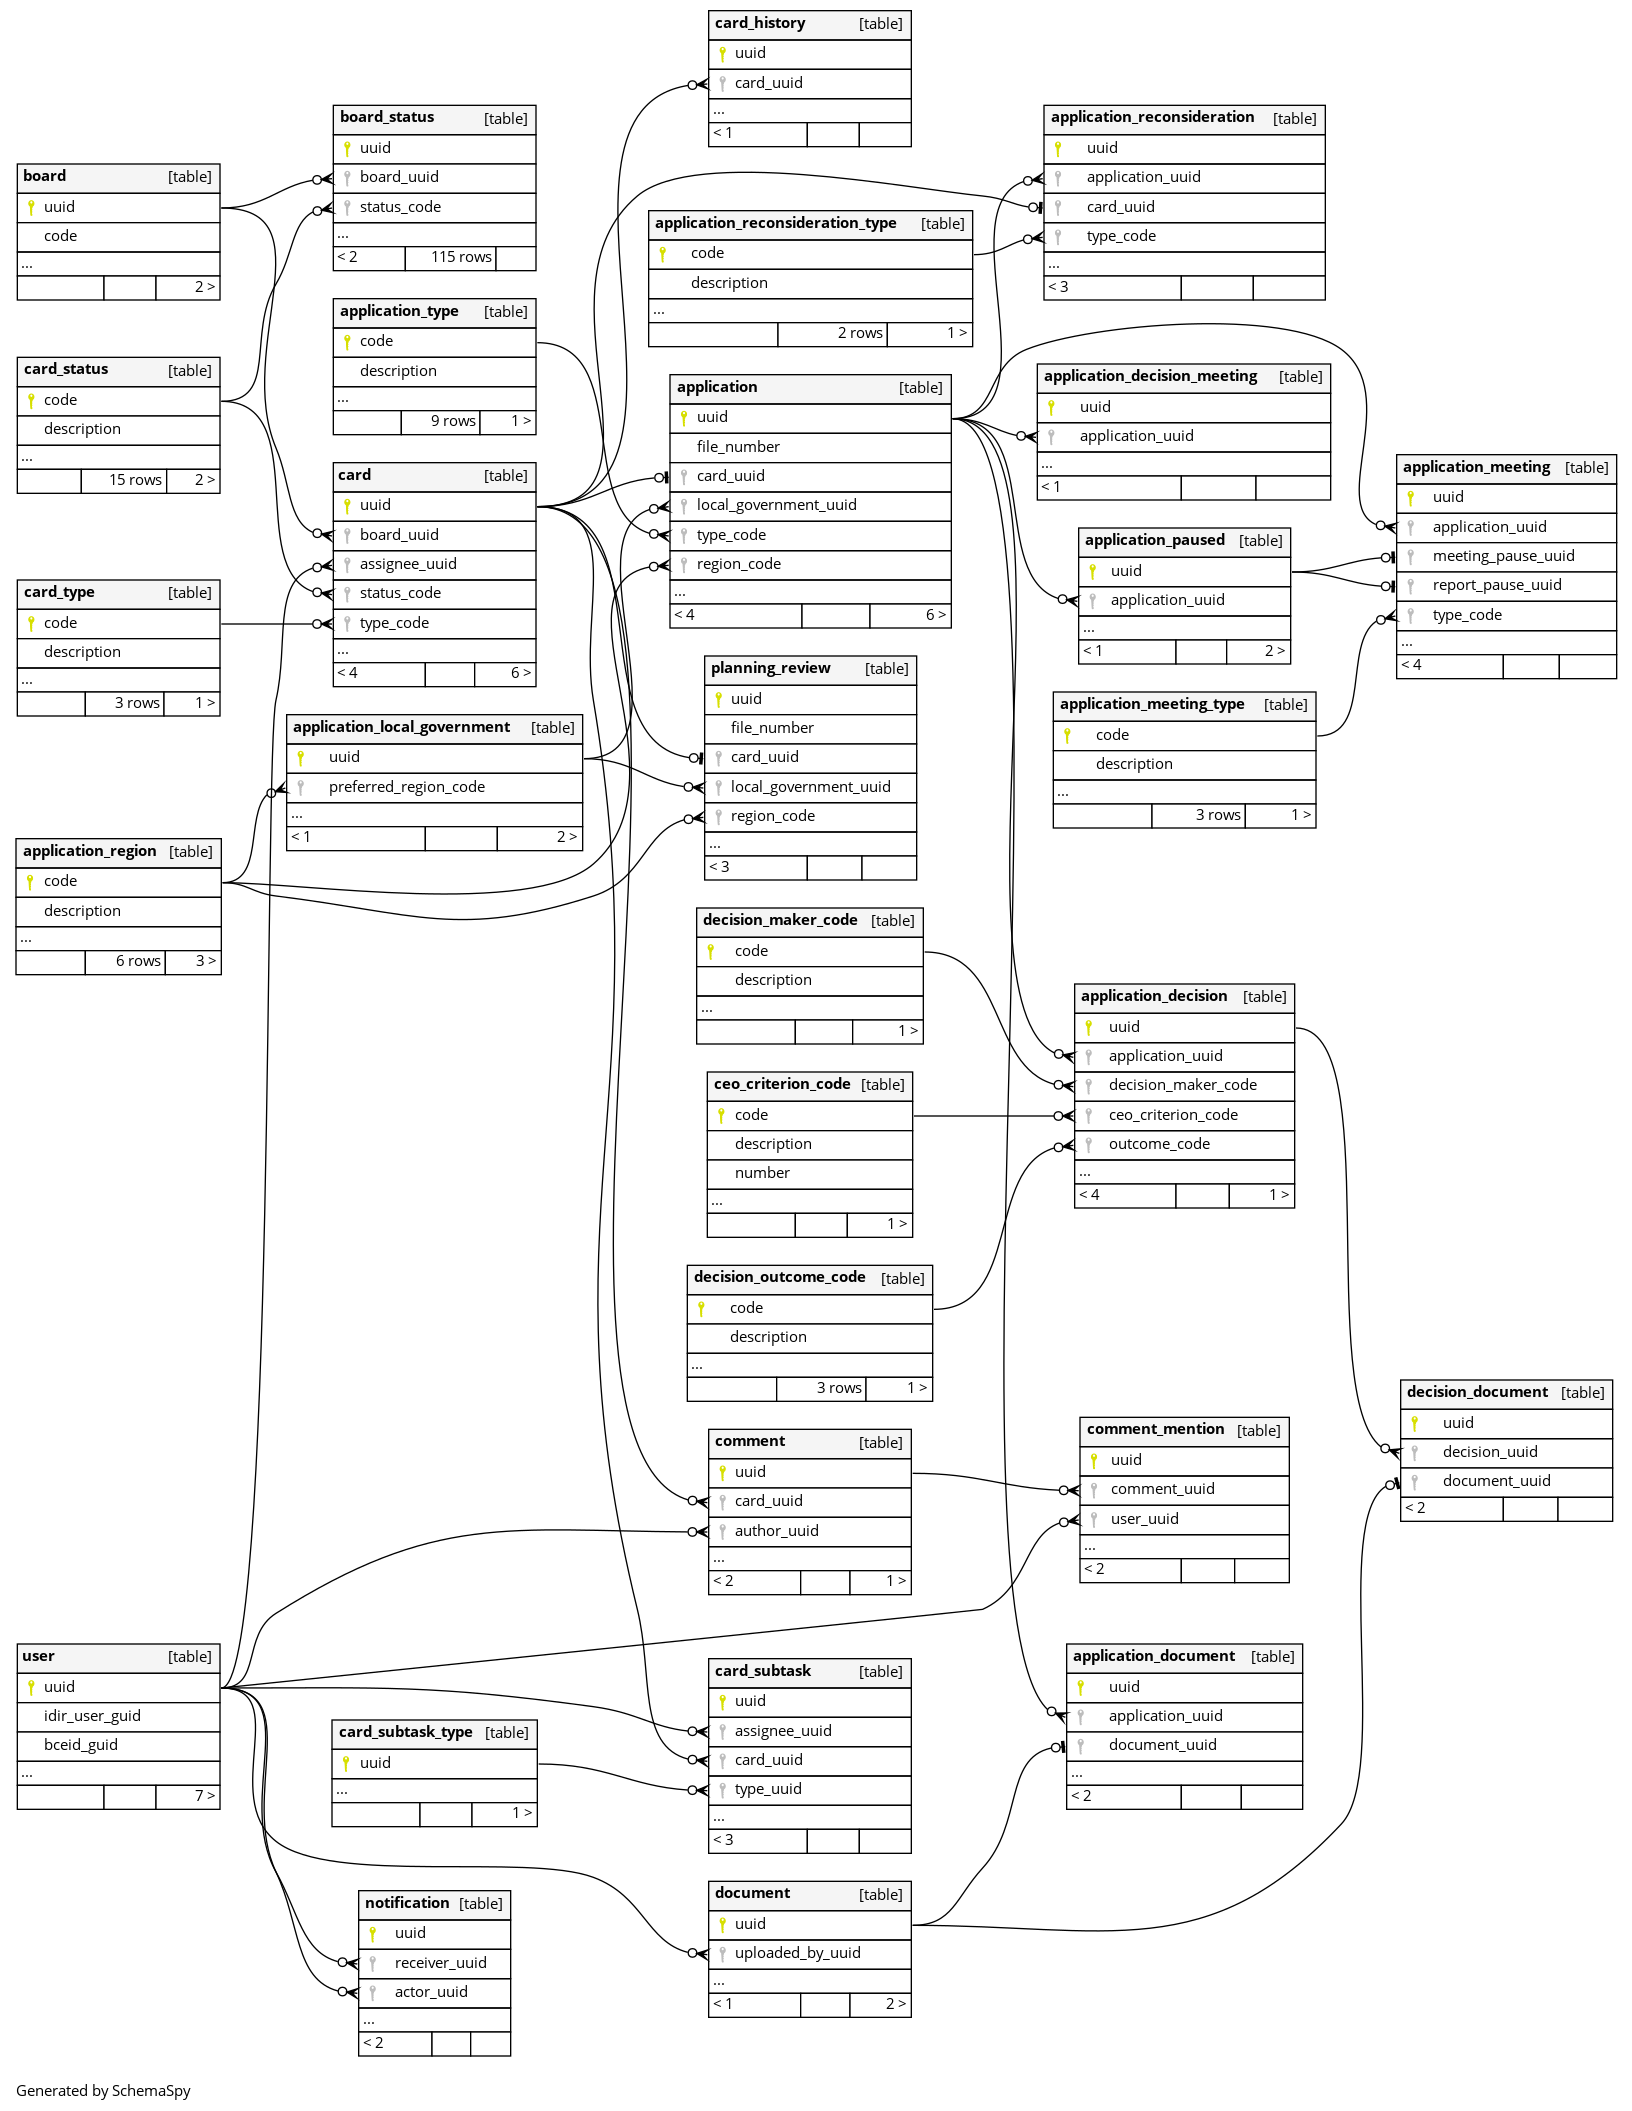 card_history [table]
uuid
card_uuid
...
< 1
board_status [table]
uuid
board_uuid
status_code
...
< 2 115 rows
application_reconsideration [table]
uuid
application_uuid
card_uuid
type_code
...
< 3
board [table]
uuid
code
...
2 >
application_reconsideration_type [table]
code
description
...
2 rows 1 >
application_type [table]
code
description
...
9 rows 1 >
card_status [table]
code
description
...
15 rows 2 >
application [table]
uuid
file_number
card_uuid
local_government_uuid
type_code
region_code
...
< 4 6 >
application_decision_meeting [table]
uuid
application_uuid
...
< 1
card [table]
uuid
board_uuid
assignee_uuid
status_code
type_code
...
< 4 6 >
application_meeting [table]
uuid
application_uuid
meeting_pause_uuid
report_pause_uuid
type_code
...
< 4
application_paused [table]
uuid
application_uuid
...
< 1 2 >
card_type [table]
code
description
...
3 rows 1 >
planning_review [table]
uuid
file_number
card_uuid
local_government_uuid
region_code
...
< 3
application_meeting_type [table]
code
description
...
3 rows 1 >
application_local_government [table]
uuid
preferred_region_code
...
< 1 2 >
application_region [table]
code
description
...
6 rows 3 >
decision_maker_code [table]
code
description
...
1 >
application_decision [table]
uuid
application_uuid
decision_maker_code
ceo_criterion_code
outcome_code
...
< 4 1 >
ceo_criterion_code [table]
code
description
number
...
1 >
decision_outcome_code [table]
code
description
...
3 rows 1 >
decision_document [table]
uuid
decision_uuid
document_uuid
< 2
comment [table]
uuid
card_uuid
author_uuid
...
< 2 1 >
comment_mention [table]
uuid
comment_uuid
user_uuid
...
< 2
user [table]
uuid
idir_user_guid
bceid_guid
...
7 >
card_subtask [table]
uuid
assignee_uuid
card_uuid
type_uuid
...
< 3
application_document [table]
uuid
application_uuid
document_uuid
...
< 2
card_subtask_type [table]
uuid
...
1 >
document [table]
uuid
uploaded_by_uuid
...
< 1 2 >
notification [table]
uuid
receiver_uuid
actor_uuid
...
< 2
Generated by SchemaSpy